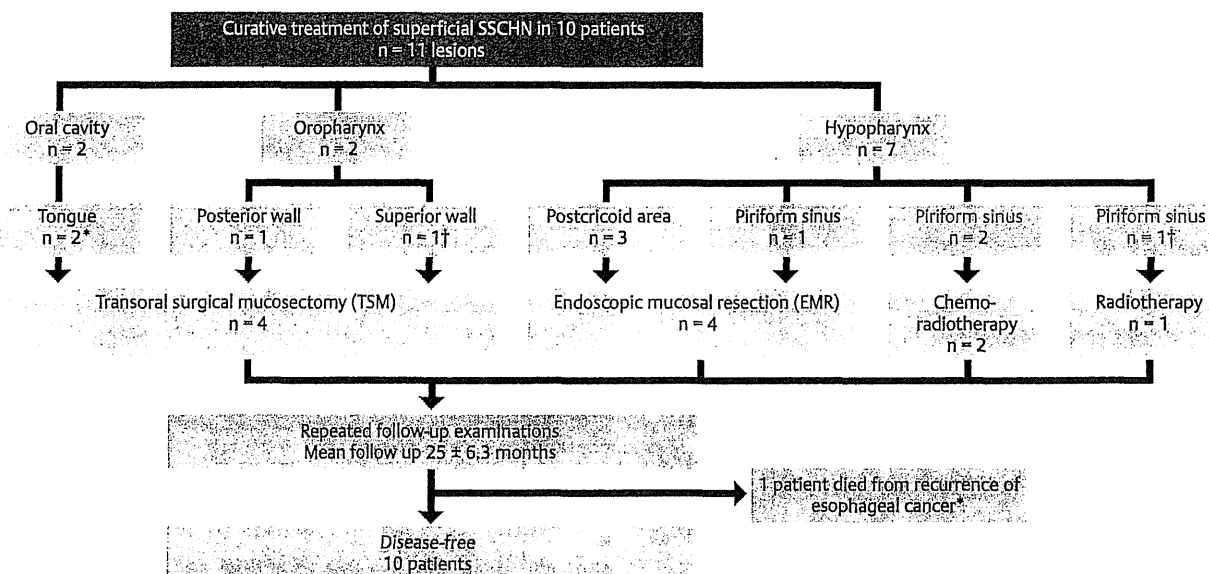 Curative treatment of superficial SSCHN in 10 patients
n = 11 lesions
Oral cavity
n = 2
Oropharynx
n = 2
Hypopharynx
n = 7
Tongue
n = 2*
Posterior wall
n = 1
Superior wall
n = 1†
Postcricoid area
n = 3
Piriform sinus
n = 1
Piriform sinus
n = 2
Piriform sinus
n = 1†
Transoral surgical mucosectomy (TSM)
n = 4
Endoscopic mucosal resection (EMR)
n = 4
Chemo-
radiotherapy
n = 2
Radiotherapy
n = 1
Repeated follow-up examinations
Mean follow up 25 ± 6.3 months
1 patient died from recurrence of
esophageal cancer*
Disease-free
10 patients